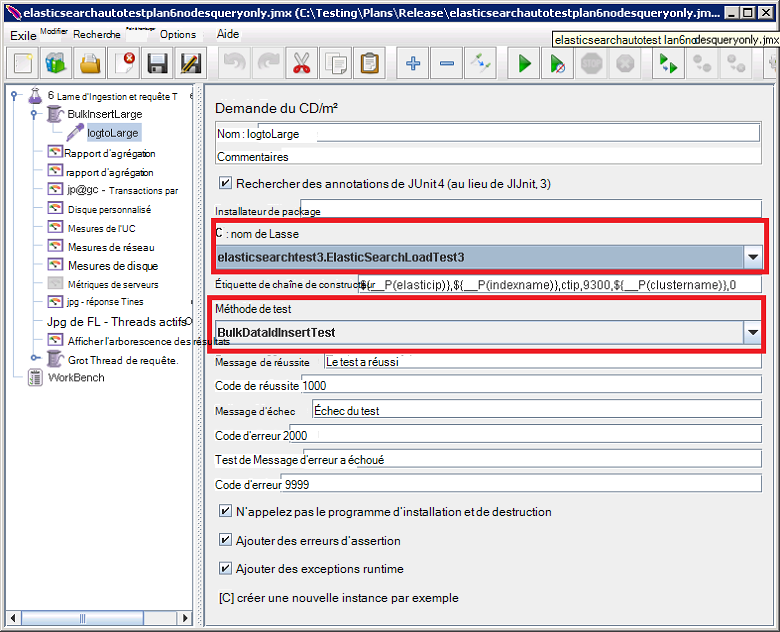 elasticsearchautotestplan6nodesqueryonly.jmx (C:\Testing\Plans\Release\elasticsearchautotestplan6nodesqueryonly.jm...
Exile Modifier Recherche Options Aide
elasticsearchautotest lan6nodesqueryonly.jmx
6 Lame d'Ingestion et requête T
BulkInsertLarge
logtoLarge
Rapport d'agrégation
rapport d'agrégation
jp@gc - Transactions par
Disque personnalisé
Mesures de l'UC
Mesures de réseau
Mesures de disque
Métriques de serveurs
jpg - réponse Tines
Jpg de FL - Threads actifsO
Afficher l'arborescence des résultats
Grot Thread de requête.
WorkBench
Demande du CD/m²
Nom : logtoLarge
Commentaires
Rechercher des annotations de JUnit 4 (au lieu de JlJnit, 3)
Installateur de package
C : nom de Lasse
elasticsearchtest3.ElasticSearchLoadTest3
Étiquette de chaîne de constructeur ${__P(elasticip)},${__P(indexname)},ctip,9300,${__P(clustername)},0
Méthode de test
BulkDataIdInsertTest
Message de réussite Le test a réussi
Code de réussite 1000
Message d'échec Échec du test
Code d'erreur 2000
Test de Message d'erreur a échoué
Code d'erreur 9999
N'appelez pas le programme d'installation et de destruction
Ajouter des erreurs d'assertion
Ajouter des exceptions runtime
[C] créer une nouvelle instance par exemple